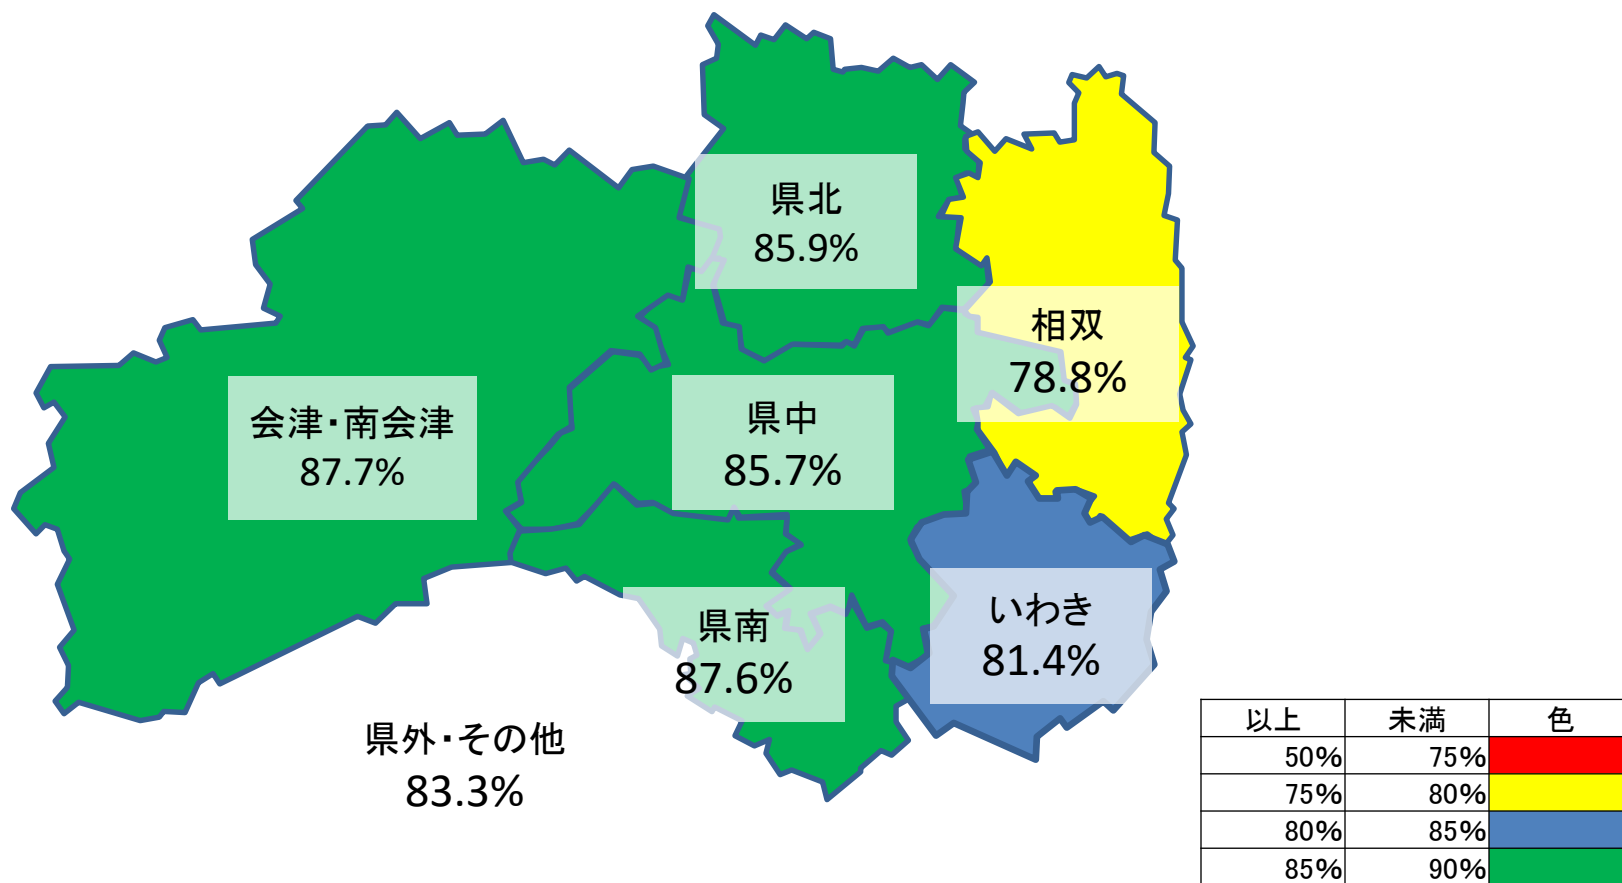 県北
85.9%
相双
78.8%
会津・南会津
87.7%
県中
85.7%
県南
87.6%
いわき
81.4%
県外・その他
83.3%
以上 未満 色
50% 75%
75% 80%
80% 85%
85% 90%